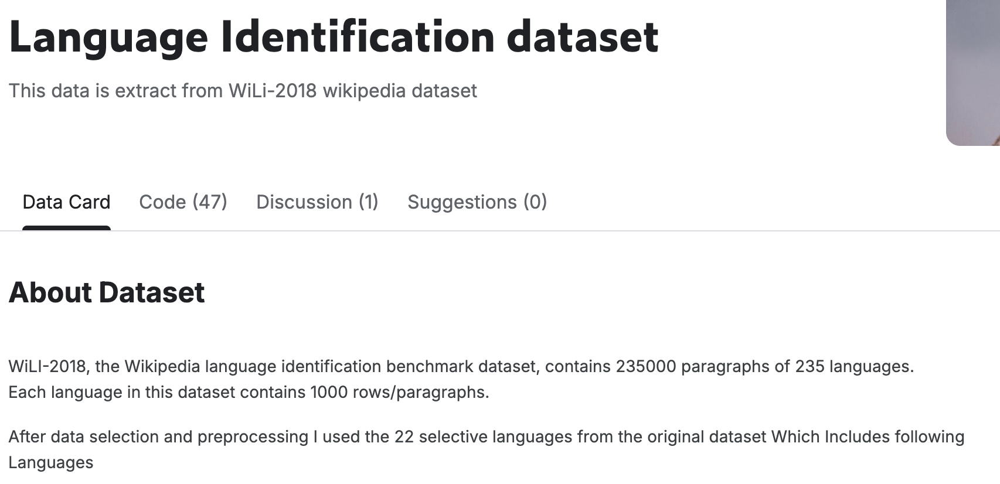 Language Identification dataset
This data is extract from WiLi-2018 wikipedia dataset
Data Card Code (47) Discussion (1) Suggestions (0)
About Dataset
WiLI-2018, the Wikipedia language identification benchmark dataset, contains 235000 paragraphs of 235 languages.
Each language in this dataset contains 1000 rows/paragraphs.
After data selection and preprocessing I used the 22 selective languages from the original dataset Which Includes following
Languages